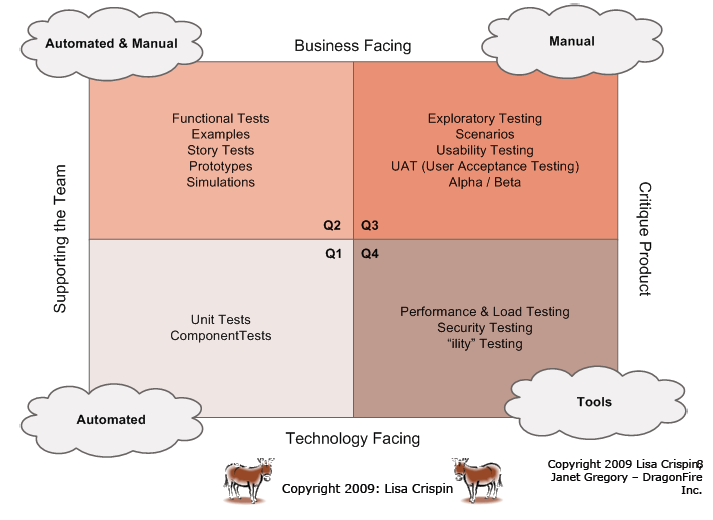 Automated & Manual
Business Facing
Manual
Functional Tests
Examples
Story Tests
Prototypes
Simulations
Exploratory Testing
Scenarios
Usability Testing
UAT (User Acceptance Testing)
Alpha / Beta
Supporting the Team
Critique Product
Q2
Q3
Q1
Q4
Unit Tests
ComponentTests
Performance & Load Testing
Security Testing
“ility” Testing
Automated
Tools
Technology Facing
Copyright 2009: Lisa Crispin
Copyright 2009 Lisa Crispin,
Janet Gregory – DragonFire
Inc.